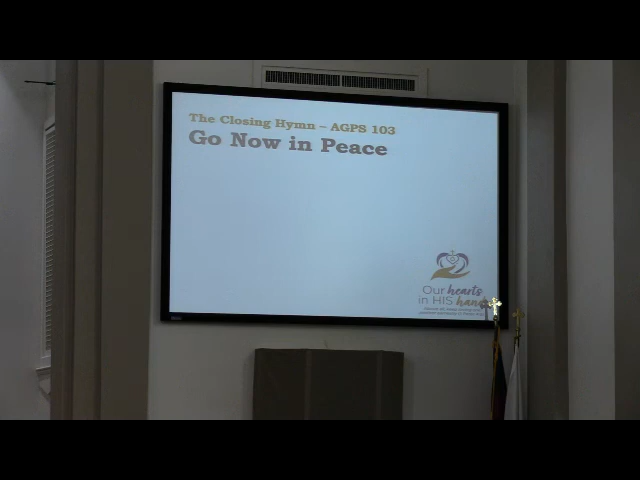 The Closing Hymn – AGPS 103
Go Now in Peace
Our hearts
in HIS hands